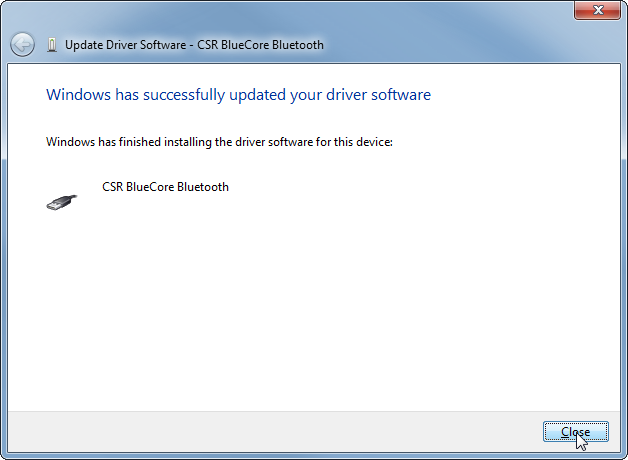 Update Driver Software - CSR BlueCore Bluetooth
Windows has successfully updated your driver software
Windows has finished installing the driver software for this device:
CSR BlueCore Bluetooth
Close